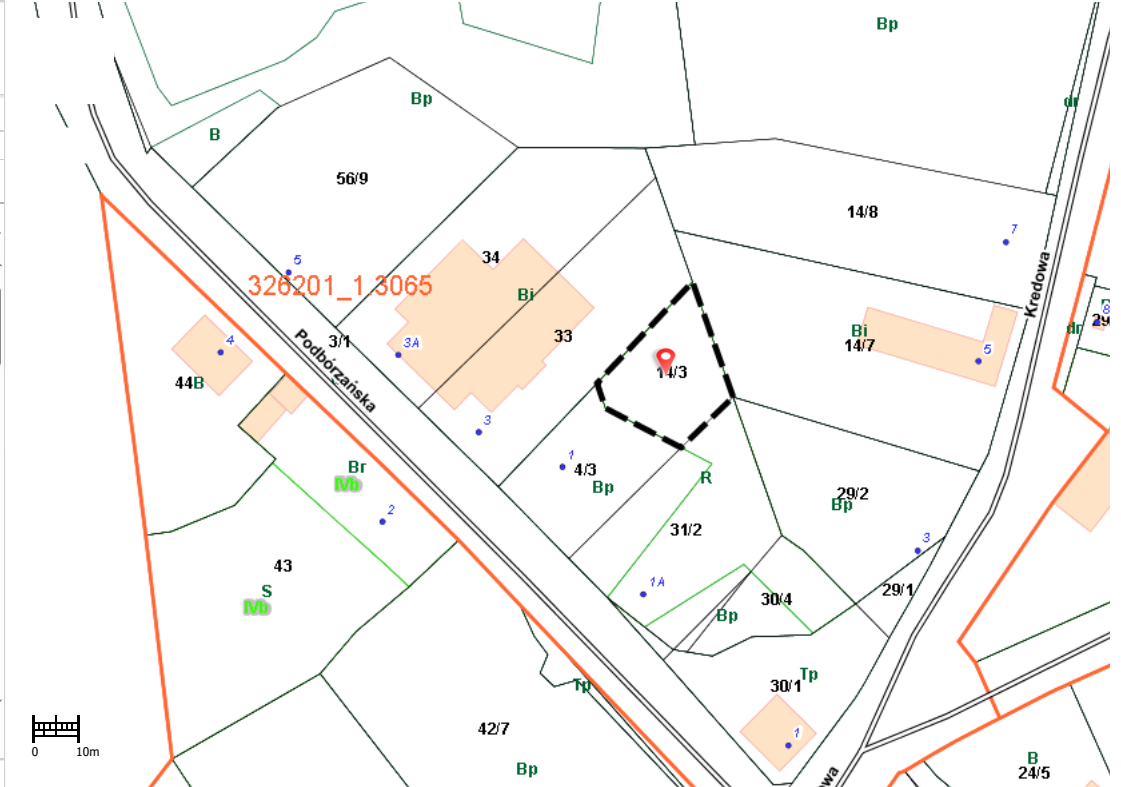 Bp
Bp
dr
B
56/9
14/8
7
34
5
326201_1.3065
Bi
Kredowa
33
3/1
Podbórzańska
3A
4
44B
14/3
Bi
14/7
5
dr
8
3
1
4/3
Bp
R
Br
IVb
2
29/2
Bp
31/2
3
43
S
IVb
1A
30/4
29/1
Bp
Tp
30/1
Tp
42/7
1
Bp
0 10m
B
24/5